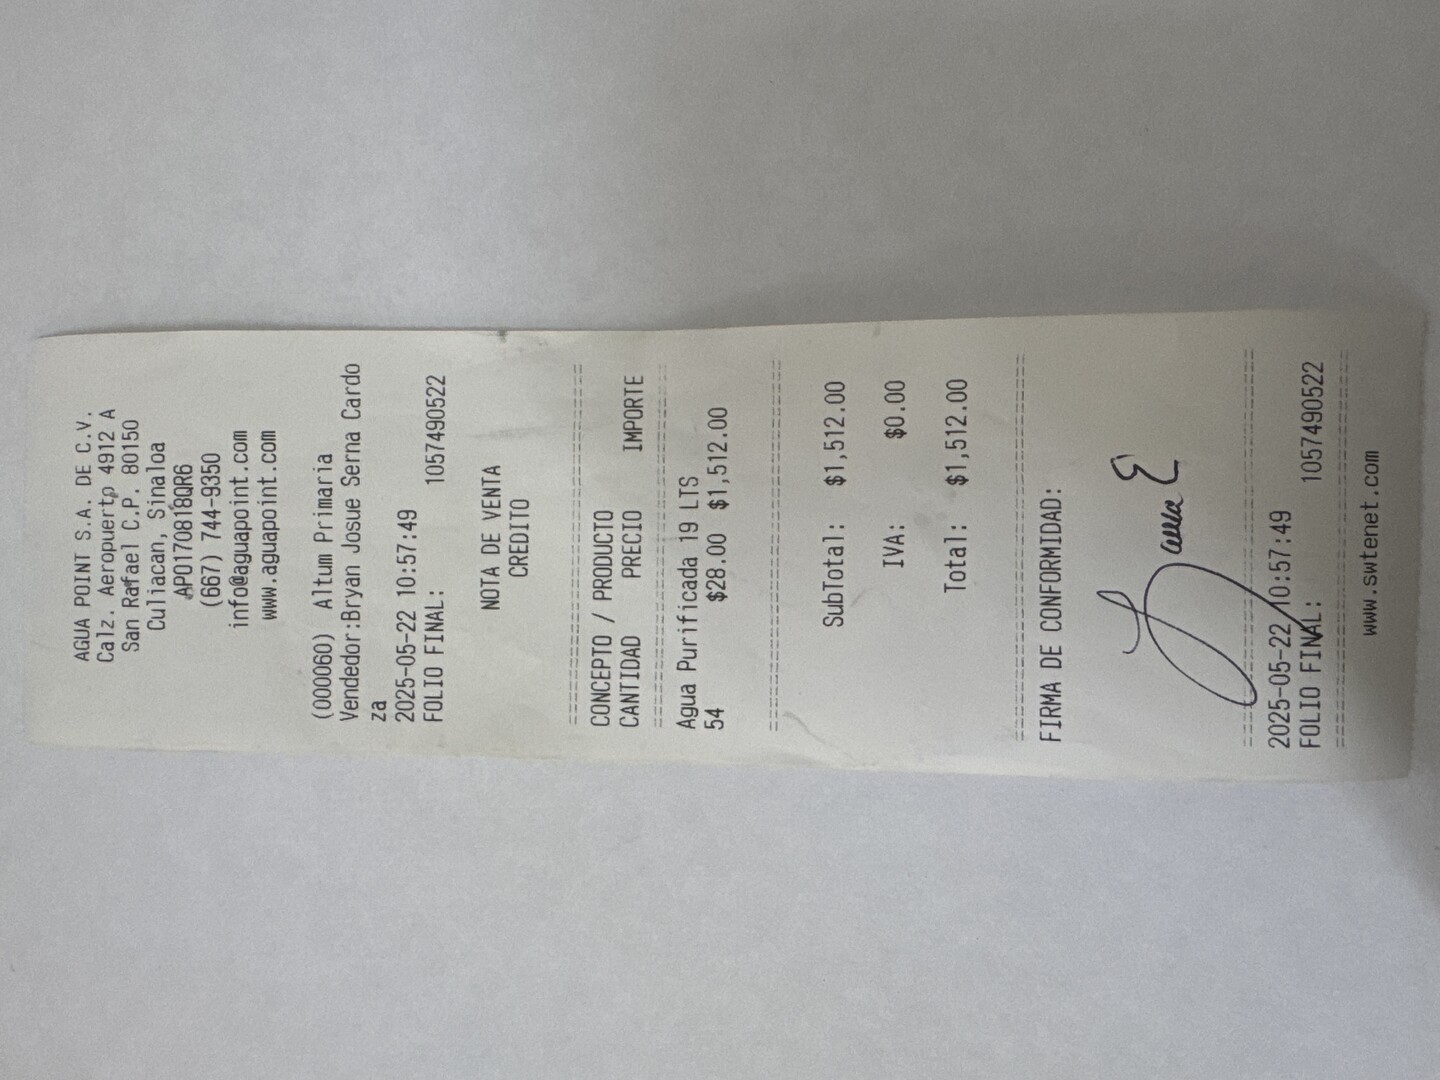 AGUA POINT S.A. DE C.V.
Calz. Aeropuerto 4912 A
San Rafael C.P. 80150
Culiacan, Sinaloa
APO170818QR6
(667) 744-9350
info@aguapoint.com
www.aguapoint.com
(000060) Altum Primaria
Vendedor:Bryan Josue Serna Cardo
za
2025-05-22 10:57:49
FOLIO FINAL: 1057490522
NOTA DE VENTA
CREDITO
================================
CONCEPTO / PRODUCTO
CANTIDAD PRECIO IMPORTE
================================
Agua Purificada 19 LTS
54 $28.00 $1,512.00
================================
SubTotal: $1,512.00
IVA: $0.00
Total: $1,512.00
================================
FIRMA DE CONFORMIDAD:
================================
2025-05-22 10:57:49
FOLIO FINAL: 1057490522
================================
www.swtenet.com